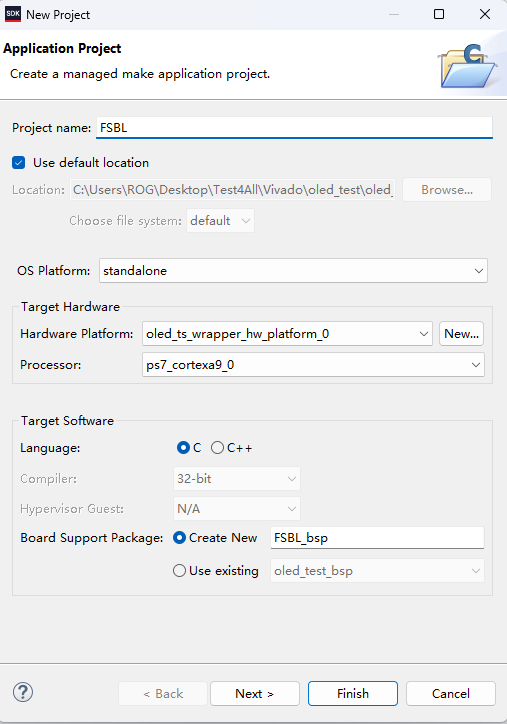 SDK New Project
Application Project
Create a managed make application project.
Project name: FSBL
Use default location
Location: C:\Users\ROG\Desktop\Test4All\Vivado\oled_test\oled_ Browse...
Choose file system: default
OS Platform: standalone
Target Hardware
Hardware Platform: oled_ts_wrapper_hw_platform_0 New...
Processor: ps7_cortexa9_0
Target Software
Language: C C++
Compiler: 32-bit
Hypervisor Guest: N/A
Board Support Package: Create New FSBL_bsp
Use existing oled_test_bsp
? < Back Next > Finish Cancel